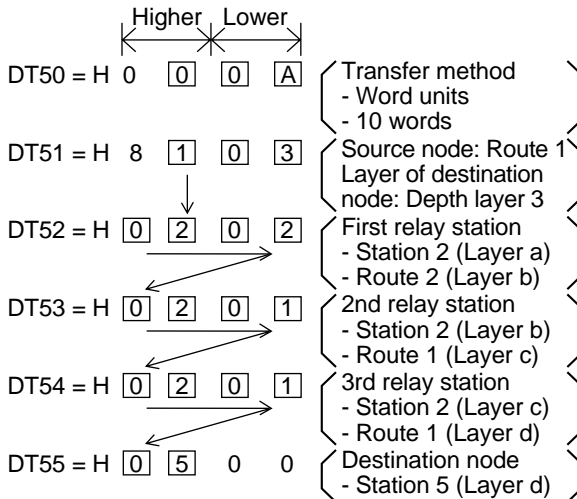 Higher Lower
DT50 = H 0 0 0 A Transfer method
- Word units
- 10 words
DT51 = H 8 1 0 3 Source node: Route 1
Layer of destination
node: Depth layer 3
DT52 = H 0 2 0 2 First relay station
- Station 2 (Layer a)
- Route 2 (Layer b)
DT53 = H 0 2 0 1 2nd relay station
- Station 2 (Layer b)
- Route 1 (Layer c)
DT54 = H 0 2 0 1 3rd relay station
- Station 2 (Layer c)
- Route 1 (Layer d)
DT55 = H 0 5 0 0 Destination node
- Station 5 (Layer d)